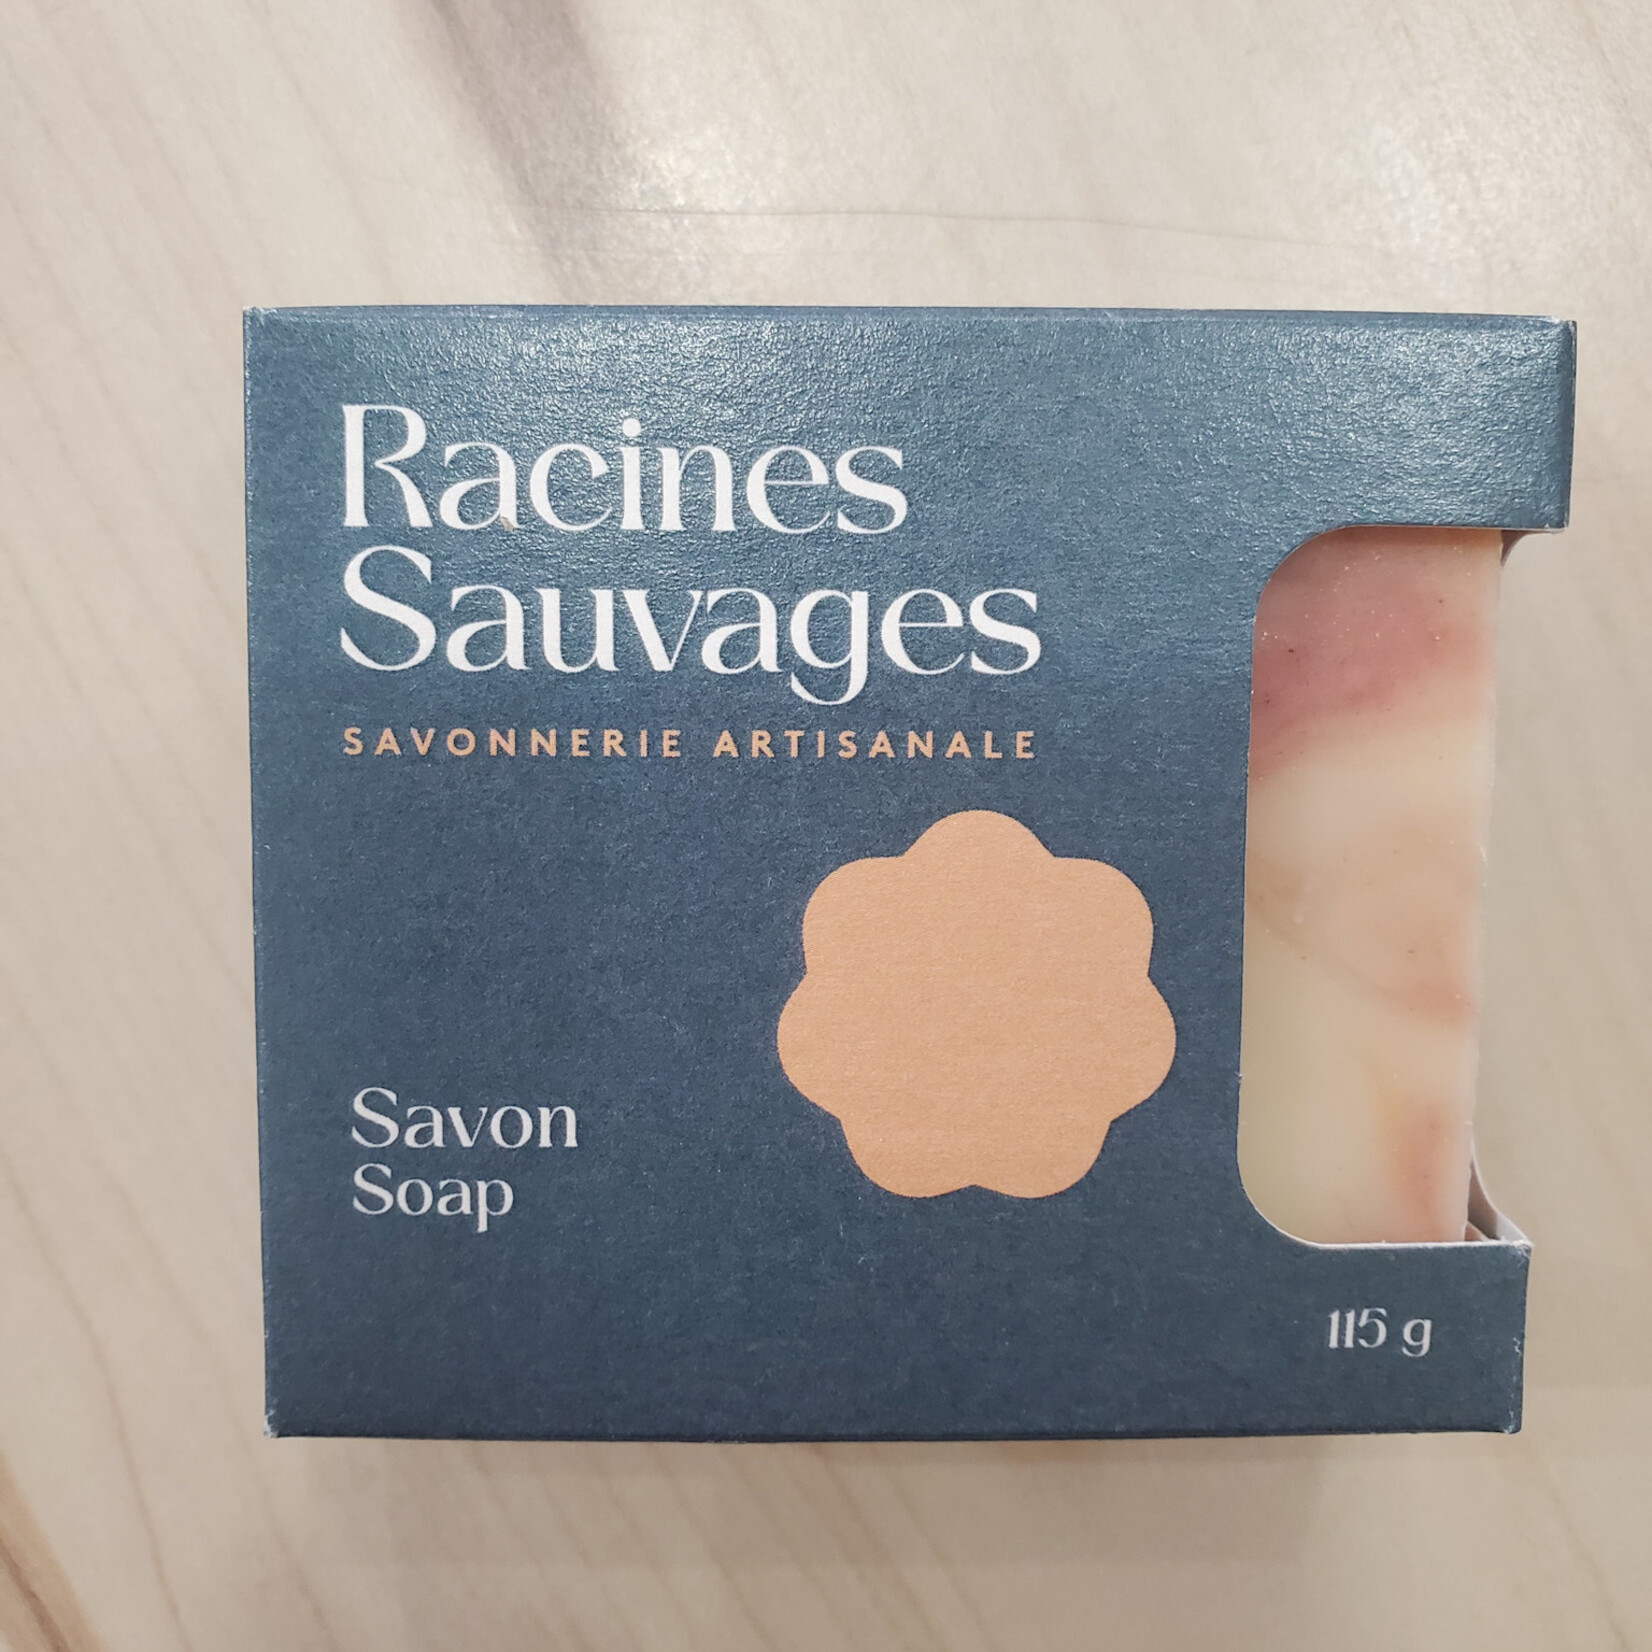 Racines
Sauvages
SAVONNERIE ARTISANALE
Savon
Soap
115 g